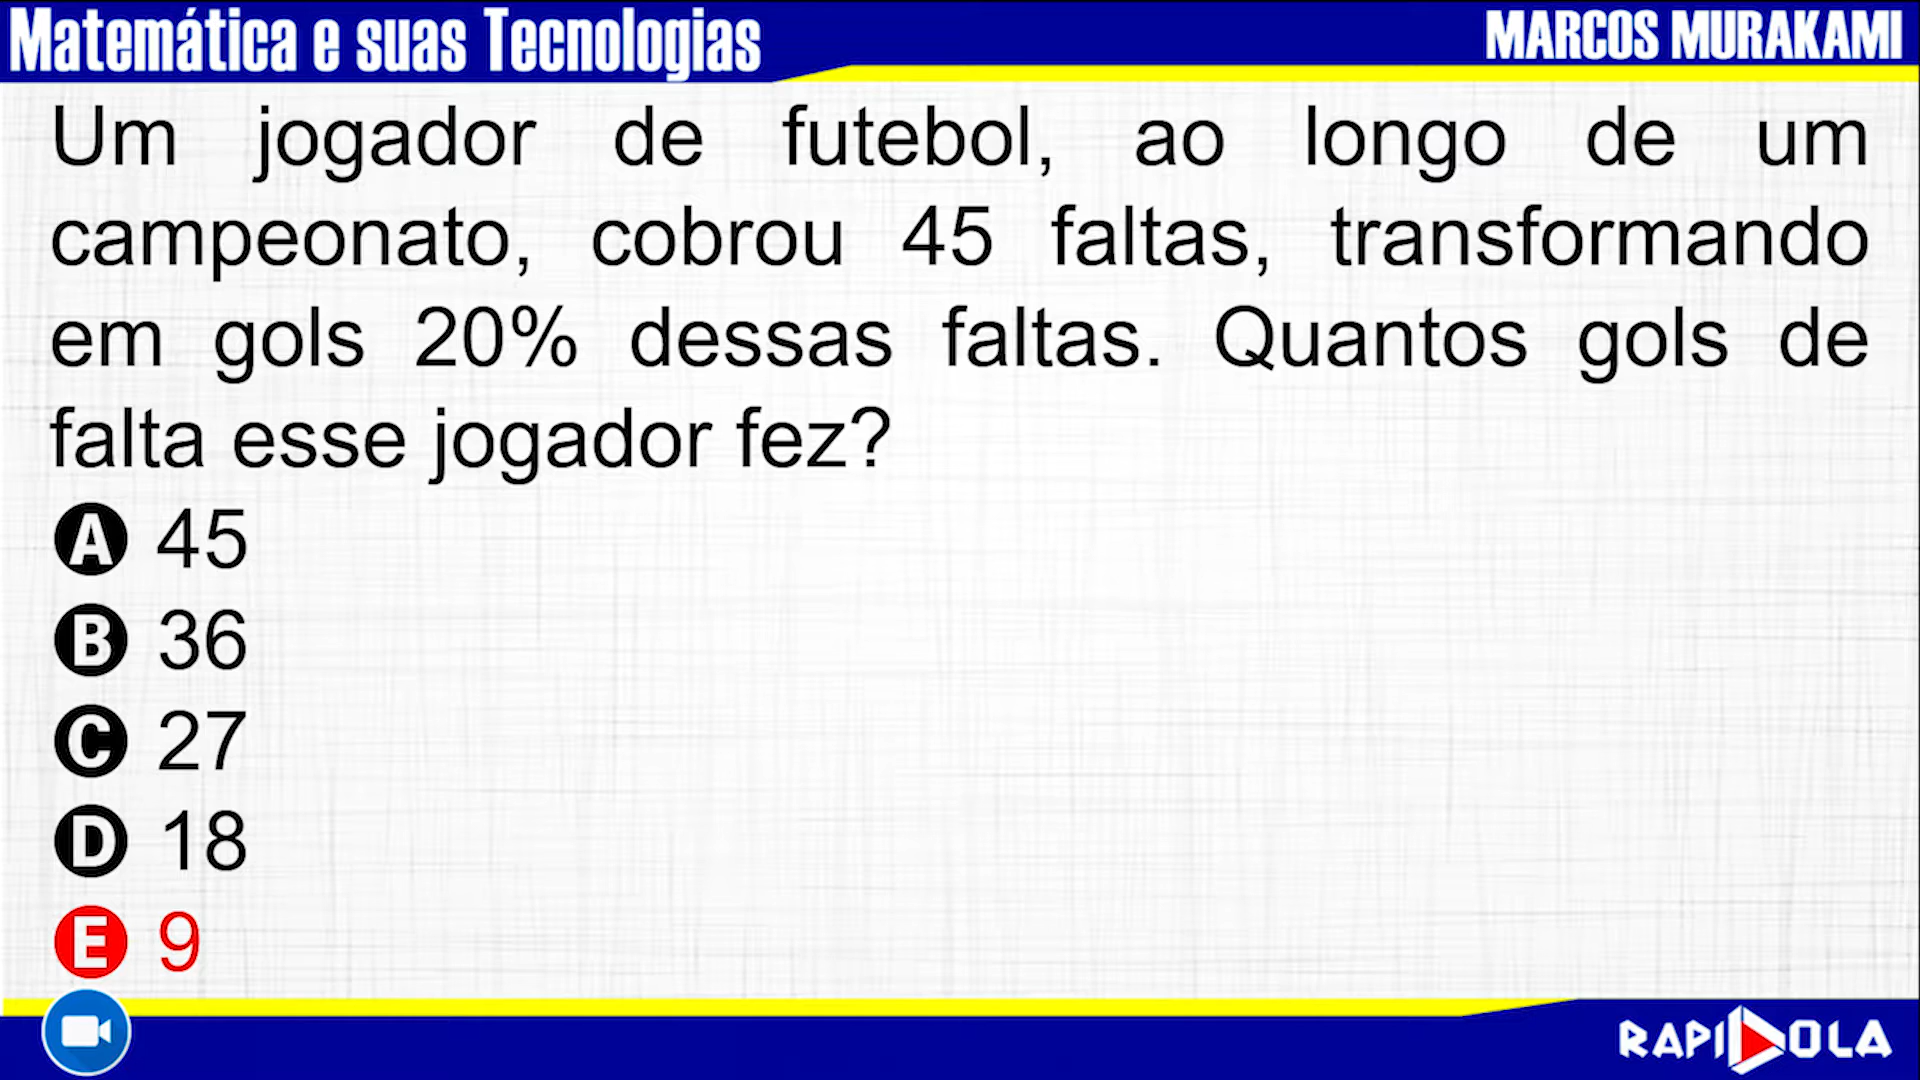 Matemática e suas Tecnologias
MARCOS MURAKAMI
Um jogador de futebol, ao longo de um
campeonato, cobrou 45 faltas, transformando
em gols 20% dessas faltas. Quantos gols de
falta esse jogador fez?
A 45
B 36
C 27
D 18
E 9
RAPIDOLA